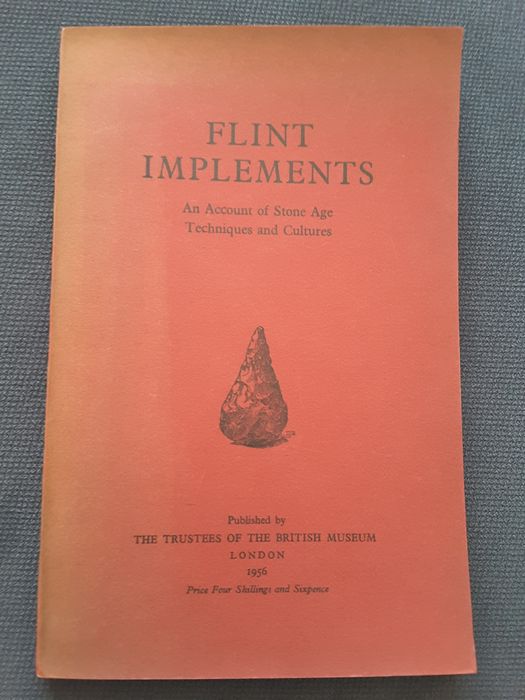 FLINT
IMPLEMENTS
An Account of Stone Age
Techniques and Cultures
Published by
THE TRUSTEES OF THE BRITISH MUSEUM
LONDON
1956
Price Four Shillings and Sixpence